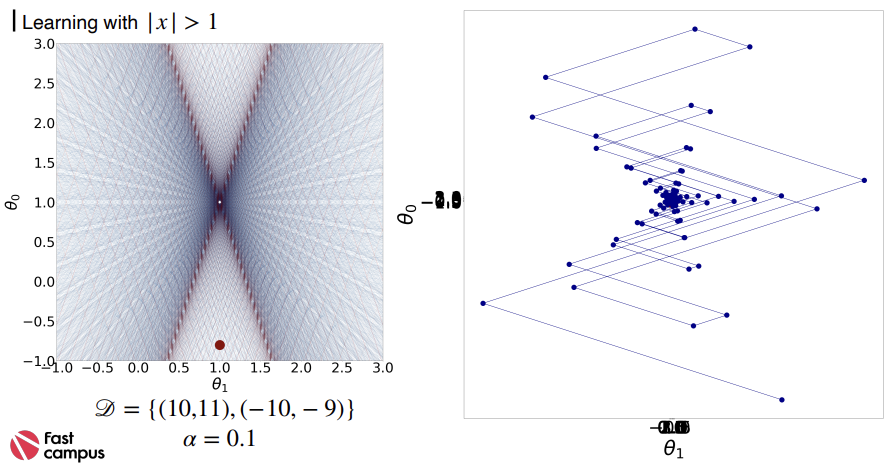 Learning with |x| > 1
3.0
2.5
2.0
1.5
1.0
0.5
0.0
−0.5
−1.0
θ₀
−1.0 −0.5 0.0 0.5 1.0 1.5 2.0 2.5 3.0
θ₁
𝒟 = {(10,11), (−10, − 9)}
α = 0.1
Fast
campus
θ₀
θ₁